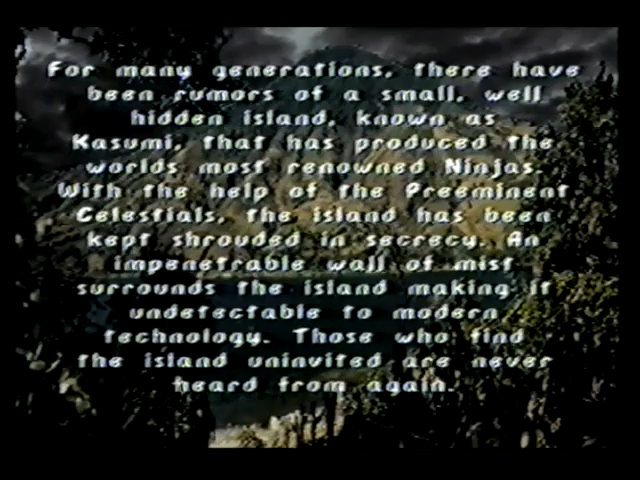 For many generations, there have
been rumors of a small, well
hidden island, known as
Kasumi, that has produced the
worlds most renowned Ninjas.
With the help of the Preeminent
Celestials, the island has been
kept shrouded in secrecy. An
impenetrable wall of mist
surrounds the island making it
undetectable to modern
technology. Those who find
the island uninvited are never
heard from again.